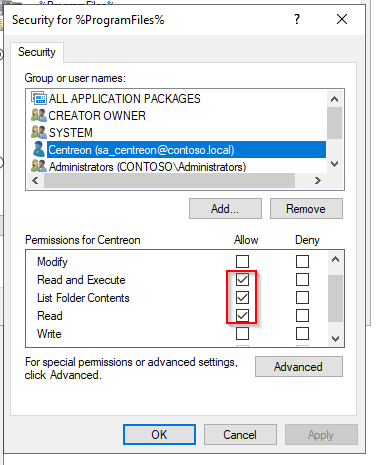 Security for %ProgramFiles%
Security
Group or user names:
ALL APPLICATION PACKAGES
CREATOR OWNER
SYSTEM
Centreon (sa_centreon@contoso.local)
Administrators (CONTOSO\Administrators)
Add... Remove
Permissions for Centreon Allow Deny
Modify
Read and Execute
List Folder Contents
Read
Write
For special permissions or advanced settings,
click Advanced.
Advanced
OK Cancel Apply